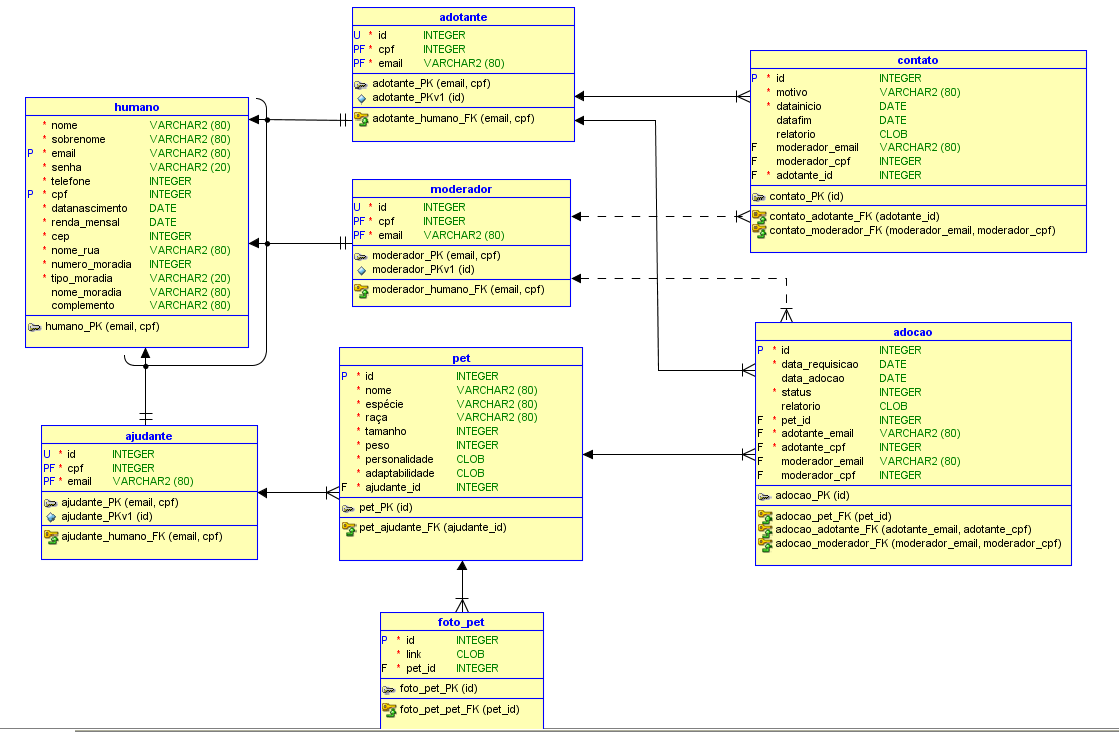 adotante
U * id INTEGER
PF * cpf INTEGER
PF * email VARCHAR2 (80)
adotante_PK (email, cpf)
adotante_PKv1 (id)
adotante_humano_FK (email, cpf)
contato
P * id INTEGER
* motivo VARCHAR2 (80)
* datainicio DATE
datafim DATE
relatorio CLOB
F moderador_email VARCHAR2 (80)
F moderador_cpf INTEGER
F * adotante_id INTEGER
contato_PK (id)
contato_adotante_FK (adotante_id)
contato_moderador_FK (moderador_email, moderador_cpf)
humano
* nome VARCHAR2 (80)
* sobrenome VARCHAR2 (80)
P * email VARCHAR2 (80)
* senha VARCHAR2 (20)
* telefone INTEGER
P * cpf INTEGER
* datanascimento DATE
* renda_mensal DATE
* cep INTEGER
* nome_rua VARCHAR2 (80)
* numero_moradia INTEGER
* tipo_moradia VARCHAR2 (20)
nome_moradia VARCHAR2 (80)
complemento VARCHAR2 (80)
humano_PK (email, cpf)
moderador
U * id INTEGER
PF * cpf INTEGER
PF * email VARCHAR2 (80)
moderador_PK (email, cpf)
moderador_PKv1 (id)
moderador_humano_FK (email, cpf)
adocao
P * id INTEGER
* data_requisicao DATE
data_adocao DATE
* status INTEGER
relatorio CLOB
F * pet_id INTEGER
F * adotante_email VARCHAR2 (80)
F * adotante_cpf INTEGER
F moderador_email VARCHAR2 (80)
F moderador_cpf INTEGER
adocao_PK (id)
adocao_pet_FK (pet_id)
adocao_adotante_FK (adotante_email, adotante_cpf)
adocao_moderador_FK (moderador_email, moderador_cpf)
pet
P * id INTEGER
* nome VARCHAR2 (80)
* espécie VARCHAR2 (80)
* raça VARCHAR2 (80)
* tamanho INTEGER
* peso INTEGER
* personalidade CLOB
* adaptabilidade CLOB
F * ajudante_id INTEGER
pet_PK (id)
pet_ajudante_FK (ajudante_id)
ajudante
U * id INTEGER
PF * cpf INTEGER
PF * email VARCHAR2 (80)
ajudante_PK (email, cpf)
ajudante_PKv1 (id)
ajudante_humano_FK (email, cpf)
foto_pet
P * id INTEGER
* link CLOB
F * pet_id INTEGER
foto_pet_PK (id)
foto_pet_pet_FK (pet_id)